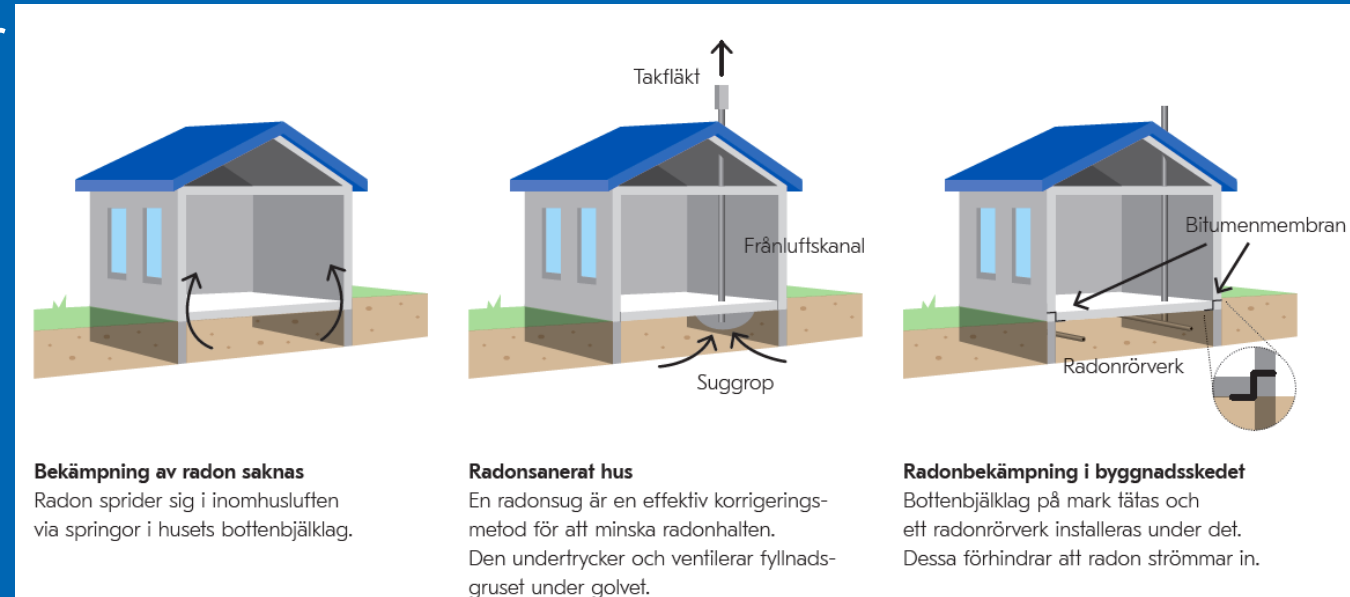 Takfläkt
Frånluftskanal
Suggrop
Bitumenmembran
Radonrörverk
Bekämpning av radon saknas
Radon sprider sig i inomhusluften
via springor i husets bottenbjälklag.
Radonsanerat hus
En radonsug är en effektiv korrigerings-
metod för att minska radonhalten.
Den undertrycker och ventilerar fyllnads-
gruset under golvet.
Radonbekämpning i byggnadsskedet
Bottenbjälklag på mark tätas och
ett radonrörverk installeras under det.
Dessa förhindrar att radon strömmar in.